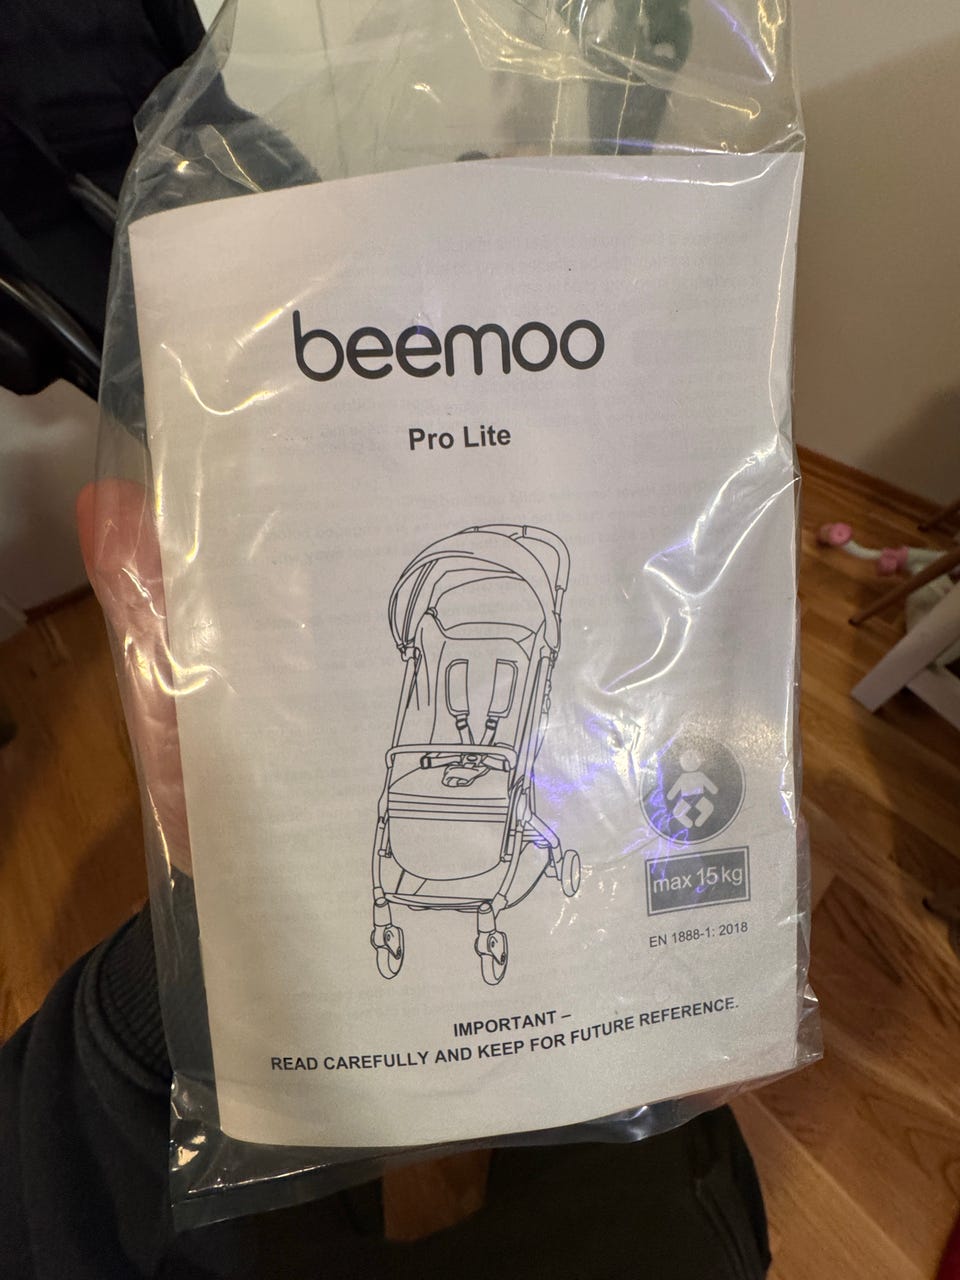 beemoo
Pro Lite
max 15 kg
EN 1888-1: 2018
IMPORTANT –
READ CAREFULLY AND KEEP FOR FUTURE REFERENCE.